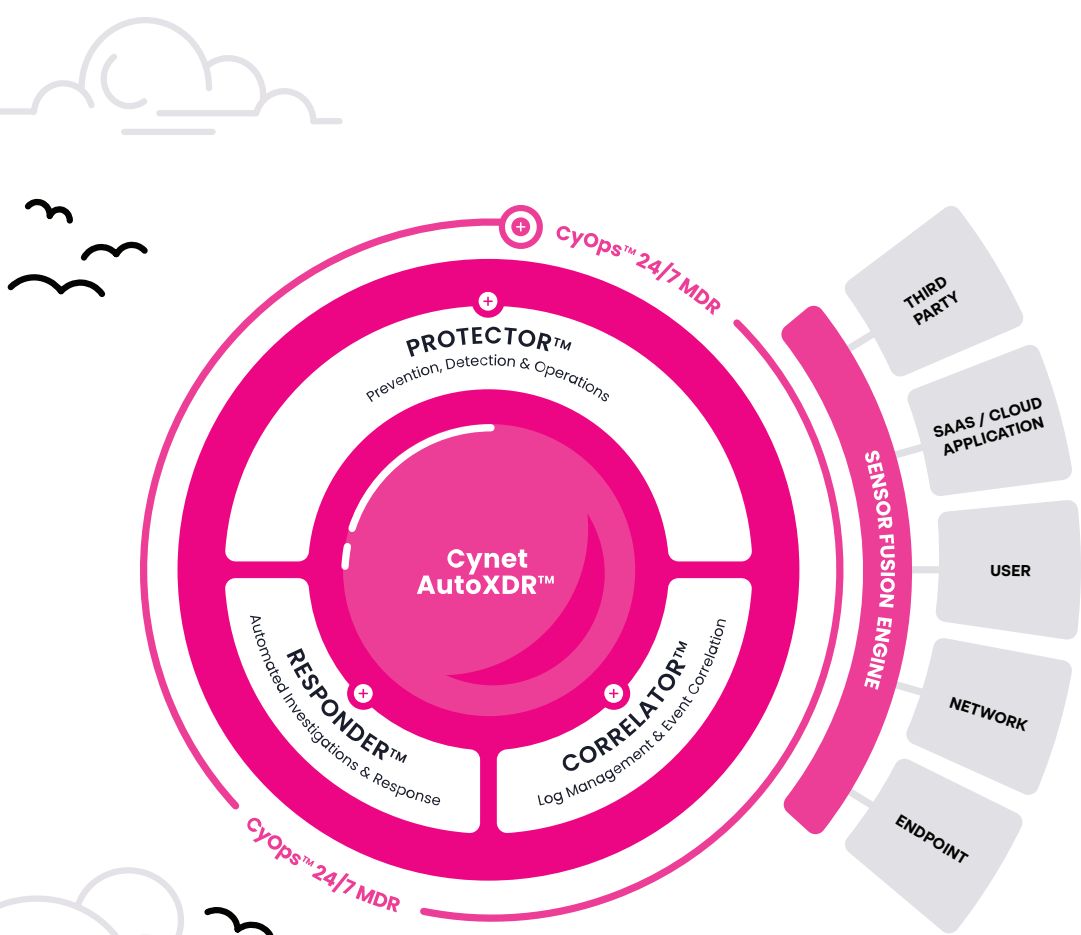 CyOps™ 24/7 MDR
PROTECTOR™
Prevention, Detection & Operations
Cynet
AutoXDR™
RESPONDER™
Automated Investigations & Response
CORRELATOR™
Log Management & Event Correlation
CyOps™ 24/7 MDR
SENSOR FUSION ENGINE
THIRD
PARTY
SAAS / CLOUD
APPLICATION
USER
NETWORK
ENDPOINT